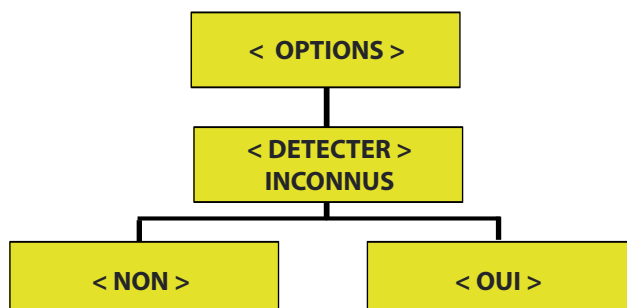 < OPTIONS >
< DETECTER >
INCONNUS
< NON >
< OUI >